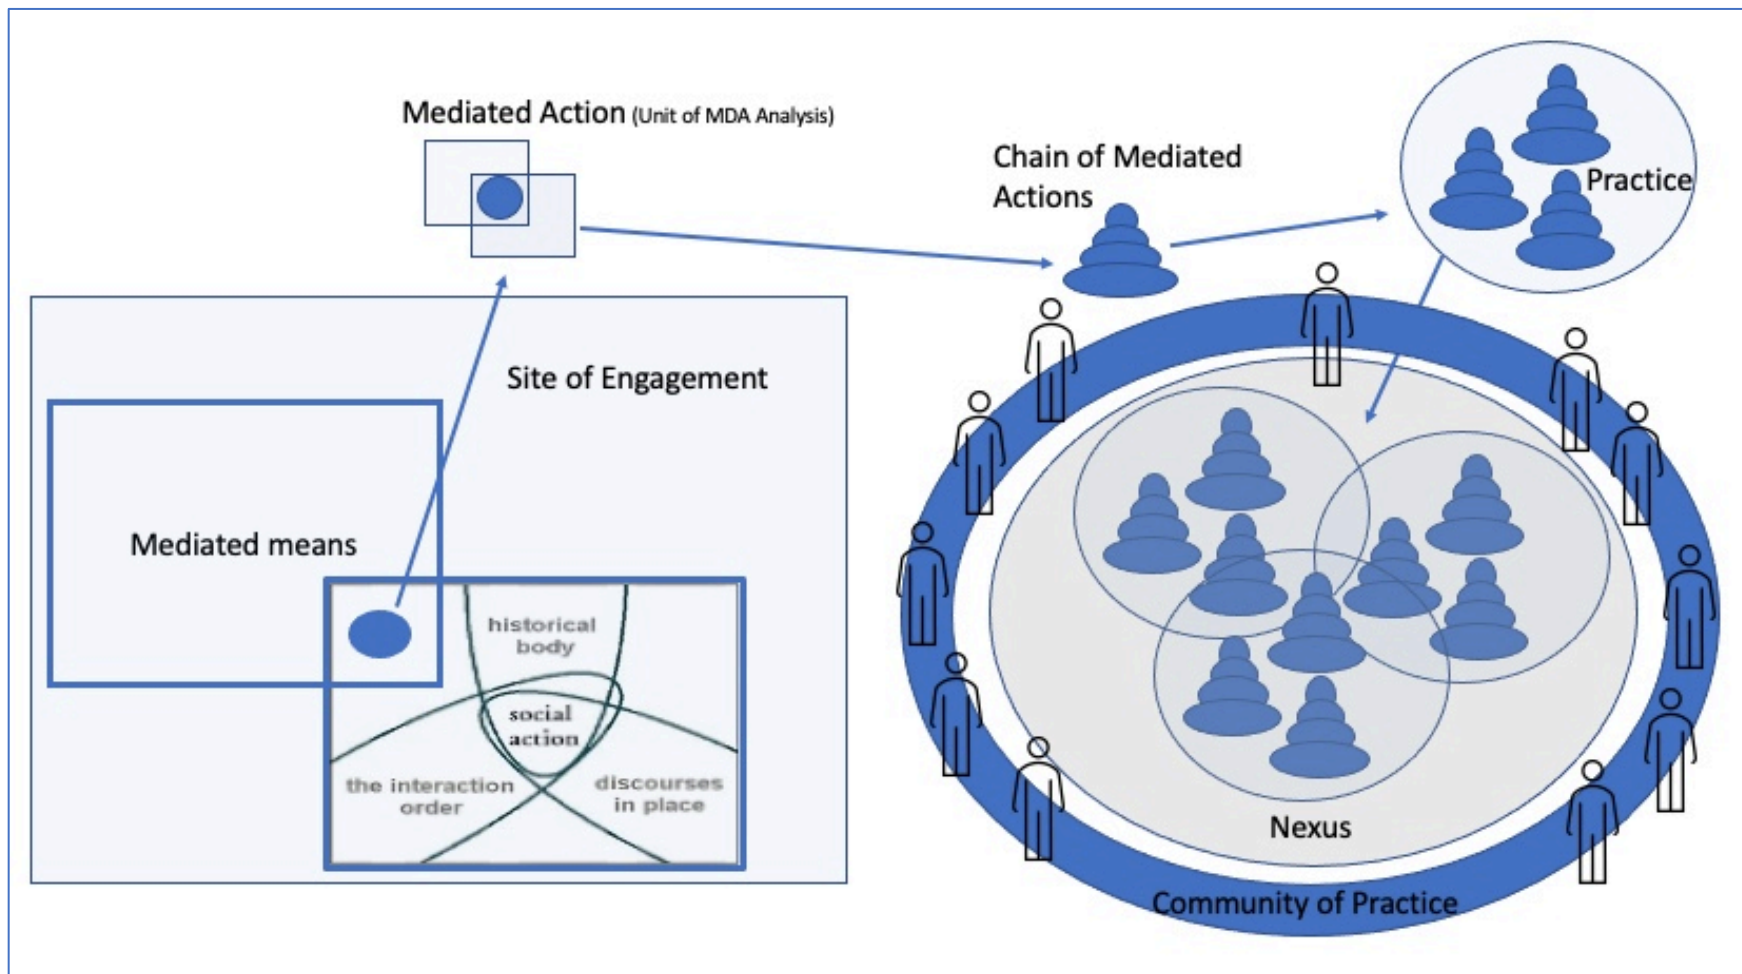 Mediated Action (Unit of MDA Analysis)
Chain of Mediated
Actions
Practice
Site of Engagement
Mediated means
historical
body
social
action
the interaction
order
discourses
in place
Nexus
Community of Practice